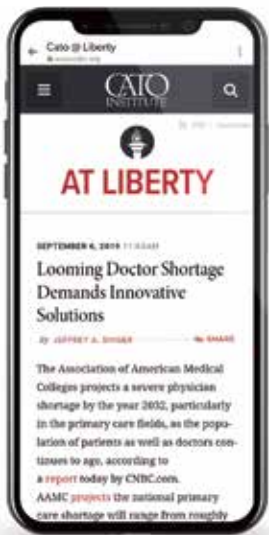 Cato @ Liberty
CATO
INSTITUTE
AT LIBERTY
SEPTEMBER 6, 2019 11:03AM
Looming Doctor Shortage
Demands Innovative
Solutions
By JEFFREY A. SINGER
SHARE
The Association of American Medical
Colleges projects a severe physician
shortage by the year 2032, particularly
in the primary care fields, as the popu-
lation of patients as well as doctors con-
tinues to age, according to
a report today by CNBC.com.
AAMC projects the national primary
care shortage will range from roughly